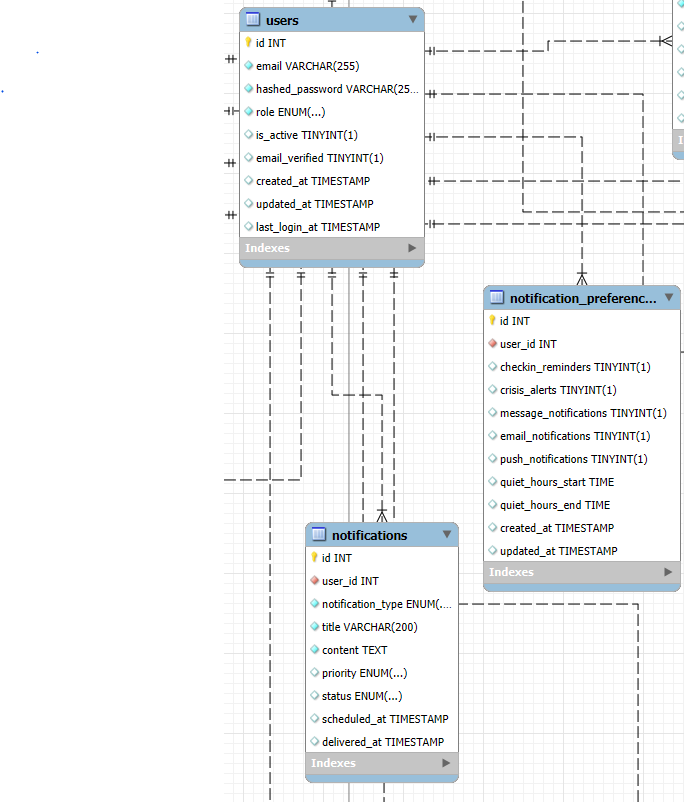 users
id INT
email VARCHAR(255)
hashed_password VARCHAR(25...
role ENUM(...)
is_active TINYINT(1)
email_verified TINYINT(1)
created_at TIMESTAMP
updated_at TIMESTAMP
last_login_at TIMESTAMP
Indexes
notification_preferenc...
id INT
user_id INT
checkin_reminders TINYINT(1)
crisis_alerts TINYINT(1)
message_notifications TINYINT(1)
email_notifications TINYINT(1)
push_notifications TINYINT(1)
quiet_hours_start TIME
quiet_hours_end TIME
created_at TIMESTAMP
updated_at TIMESTAMP
Indexes
notifications
id INT
user_id INT
notification_type ENUM(....
title VARCHAR(200)
content TEXT
priority ENUM(...)
status ENUM(...)
scheduled_at TIMESTAMP
delivered_at TIMESTAMP
Indexes